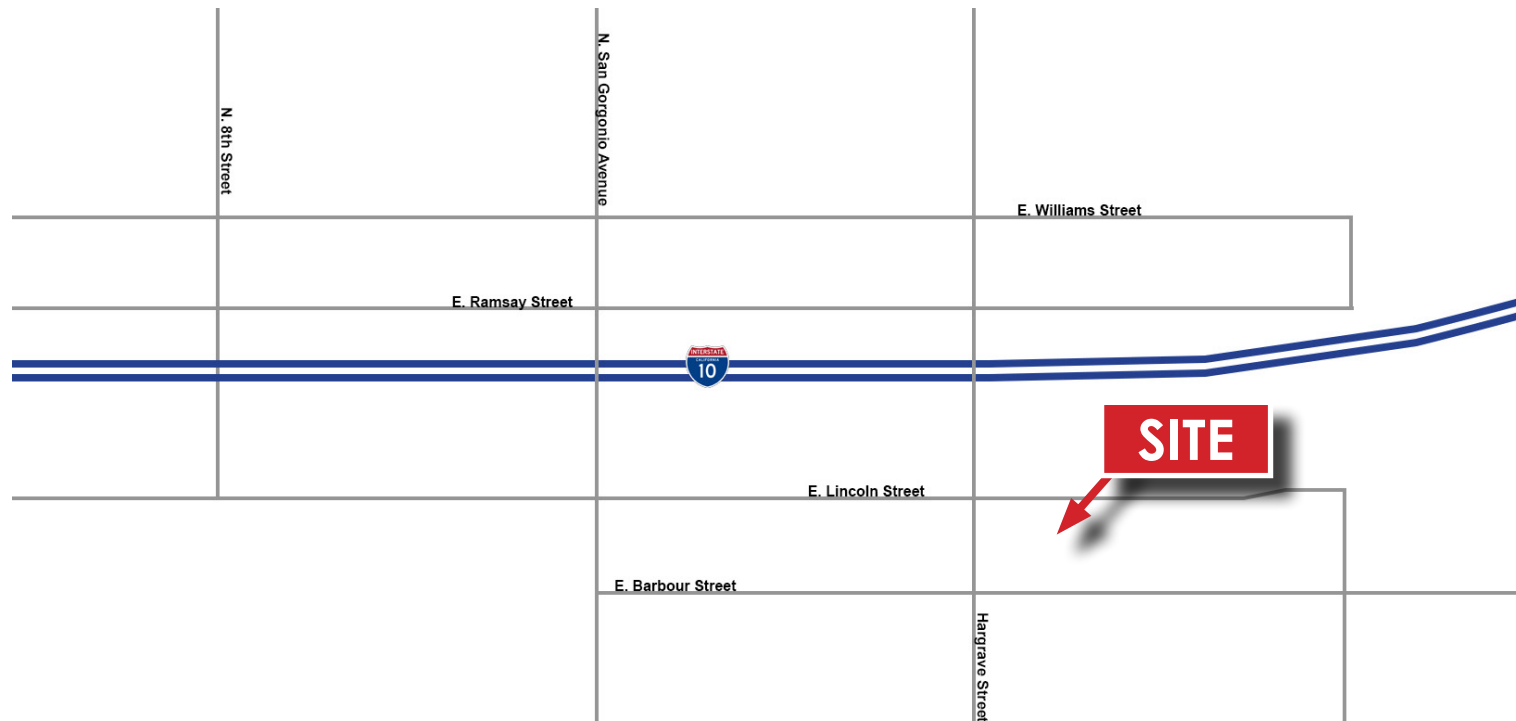 N. 8th Street
N. San Gorgonio Avenue
E. Williams Street
E. Ramsay Street
INTERSTATE
CALIFORNIA
10
SITE
E. Lincoln Street
E. Barbour Street
Hargrave Street